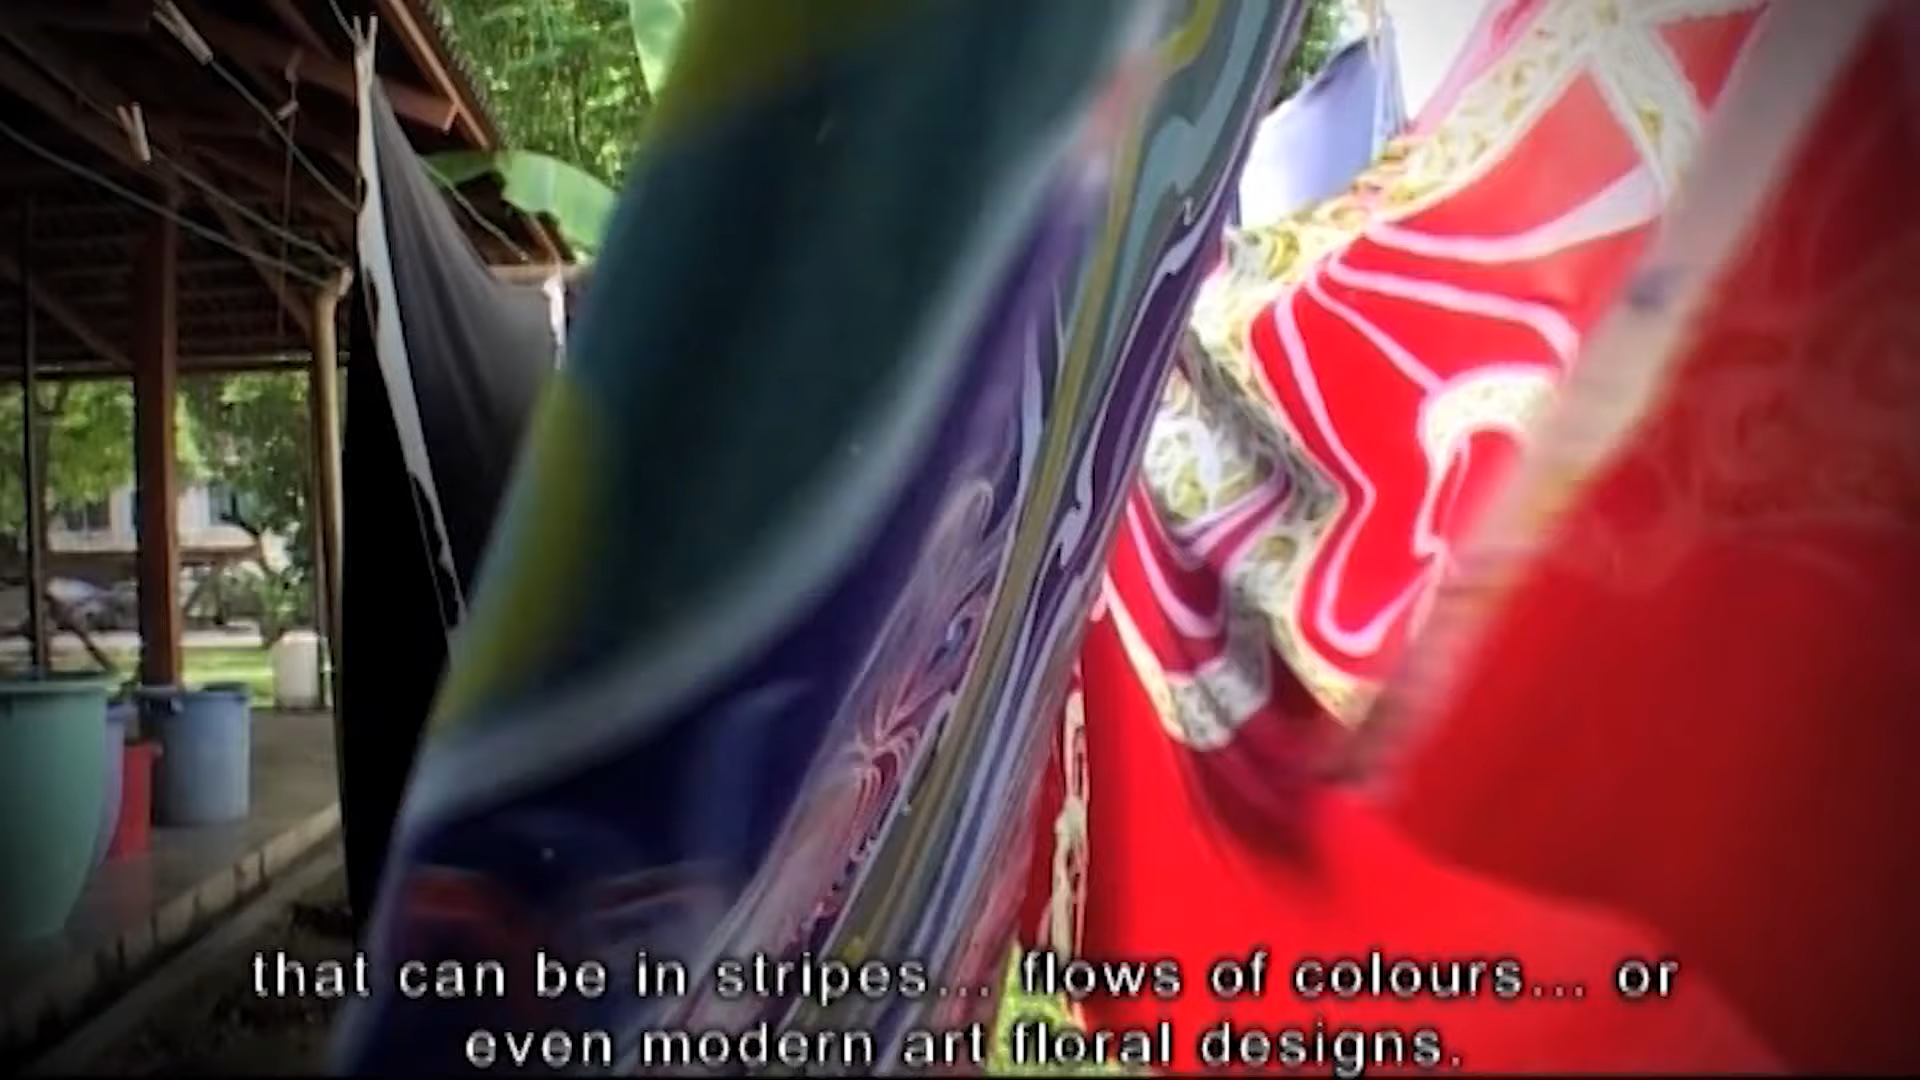 that can be in stripes... flows of colours... or
even modern art floral designs.